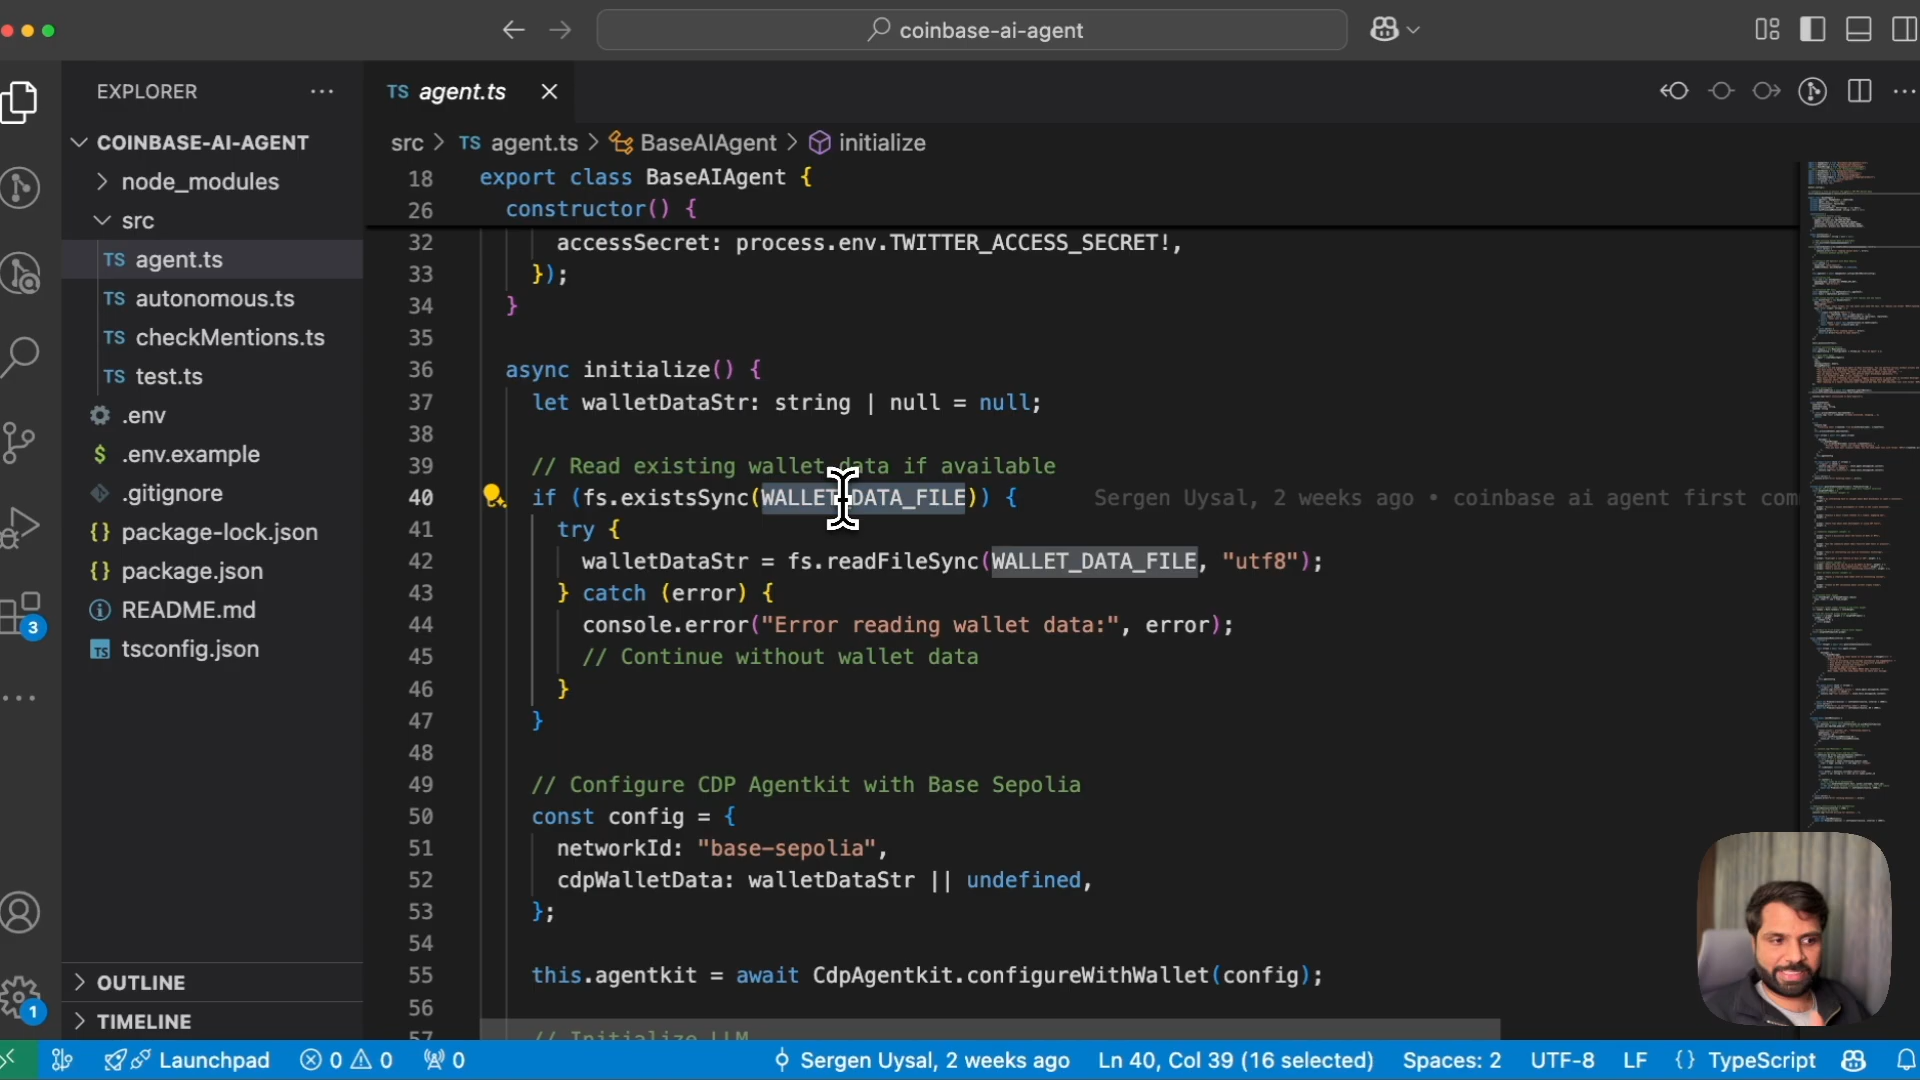 coinbase-ai-agent
EXPLORER
TS agent.ts
COINBASE-AI-AGENT
node_modules
src
TS agent.ts
TS autonomous.ts
TS checkMentions.ts
TS test.ts
.env
$ .env.example
.gitignore
{} package-lock.json
{} package.json
README.md
TS tsconfig.json
OUTLINE
TIMELINE
3
1
src > TS agent.ts > BaseAIAgent > initialize
18 export class BaseAIAgent {
26 constructor() {
32 accessSecret: process.env.TWITTER_ACCESS_SECRET!,
33 });
34 }
35
36 async initialize() {
37 let walletDataStr: string | null = null;
38
39 // Read existing wallet data if available
40 if (fs.existsSync(WALLET_DATA_FILE)) { Sergen Uysal, 2 weeks ago • coinbase ai agent first com
41 try {
42 walletDataStr = fs.readFileSync(WALLET_DATA_FILE, "utf8");
43 } catch (error) {
44 console.error("Error reading wallet data:", error);
45 // Continue without wallet data
46 }
47 }
48
49 // Configure CDP Agentkit with Base Sepolia
50 const config = {
51 networkId: "base-sepolia",
52 cdpWalletData: walletDataStr || undefined,
53 };
54
55 this.agentkit = await CdpAgentkit.configureWithWallet(config);
56
57 // Initialize LLM
Launchpad 0 0 0 Sergen Uysal, 2 weeks ago Ln 40, Col 39 (16 selected) Spaces: 2 UTF-8 LF {} TypeScript